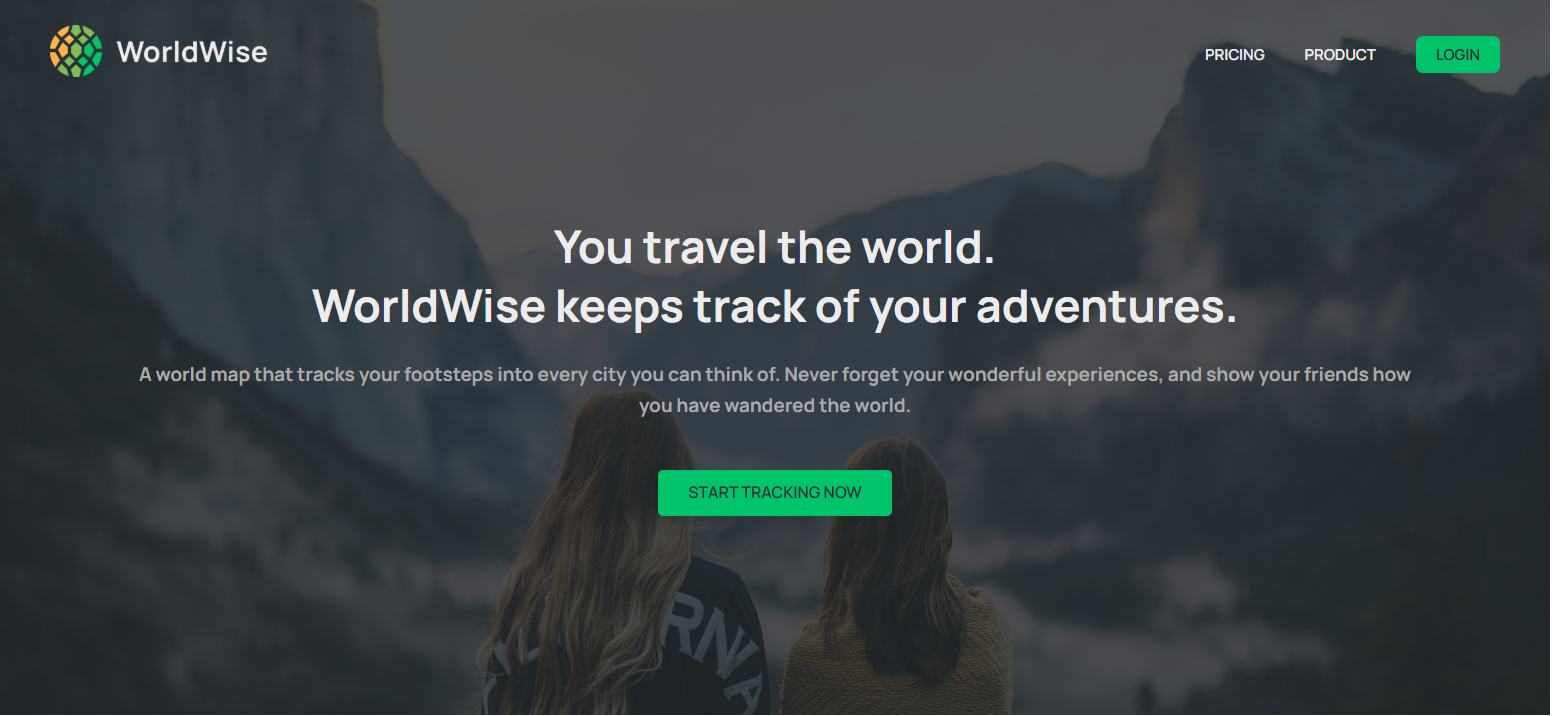 WorldWise
PRICING PRODUCT LOGIN
You travel the world.
WorldWise keeps track of your adventures.
A world map that tracks your footsteps into every city you can think of. Never forget your wonderful experiences, and show your friends how
you have wandered the world.
START TRACKING NOW